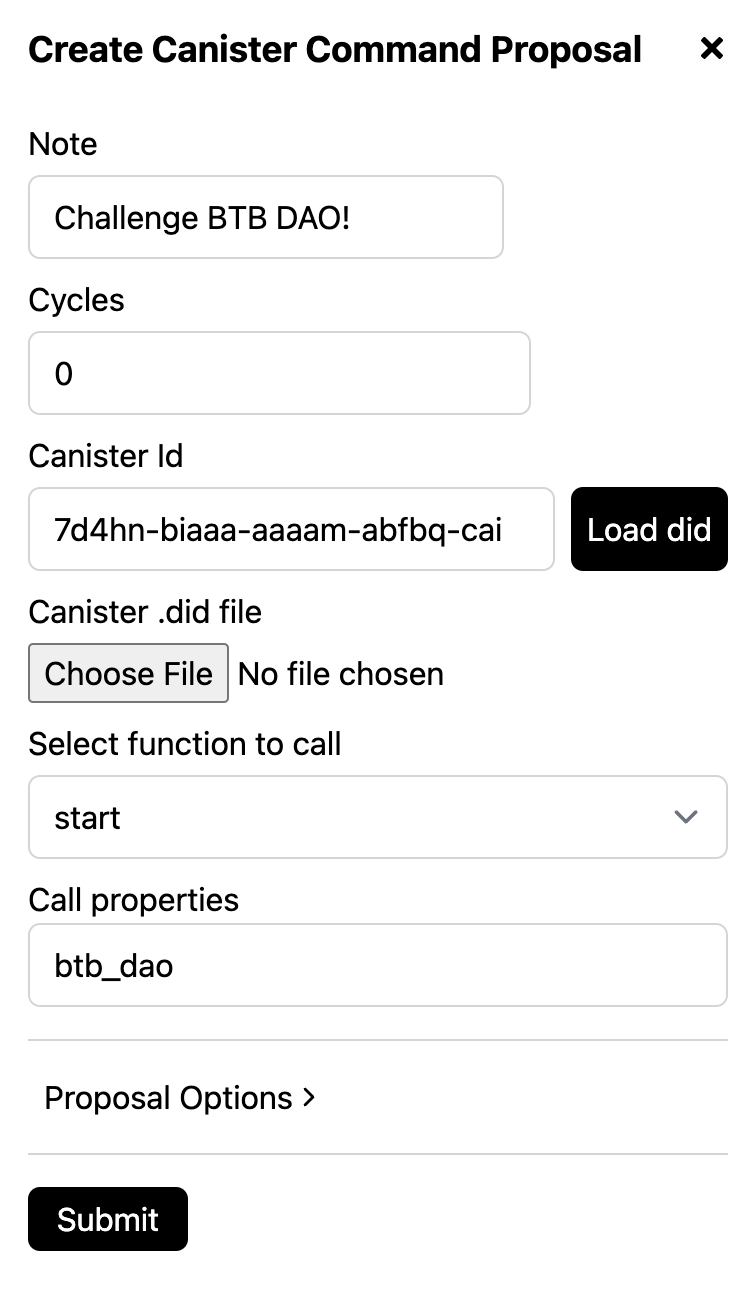 Create Canister Command Proposal ×
Note
Challenge BTB DAO!
Cycles
0
Canister Id
7d4hn-biaaa-aaaam-abfbq-cai Load did
Canister .did file
Choose File No file chosen
Select function to call
start
Call properties
btb_dao
Proposal Options >
Submit